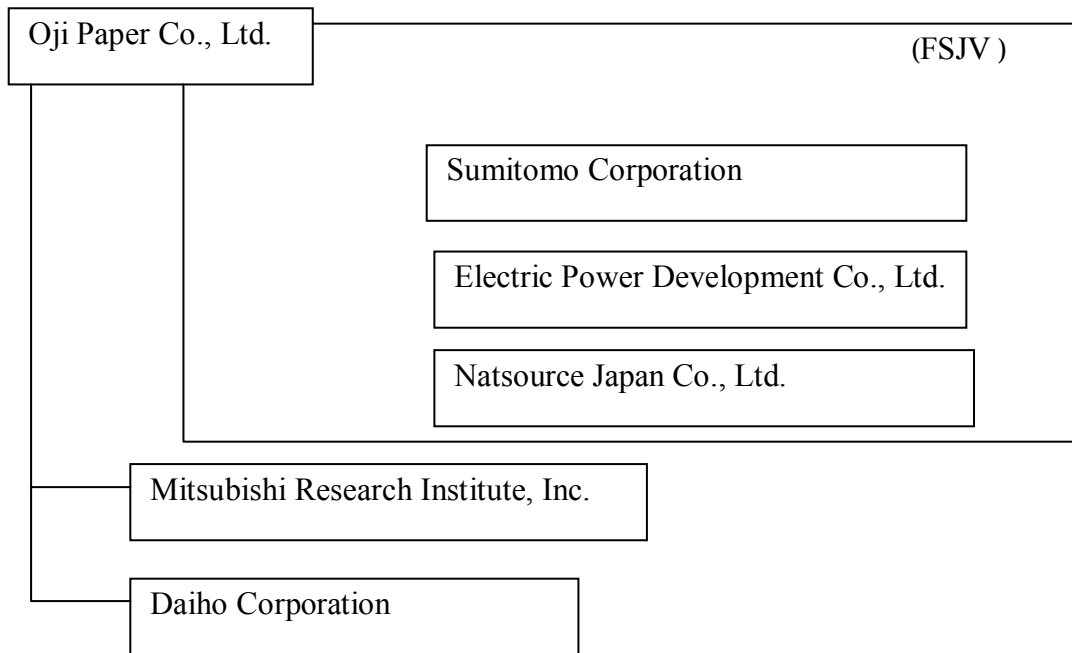 Oji Paper Co., Ltd.
(FSJV )
Sumitomo Corporation
Electric Power Development Co., Ltd.
Natsource Japan Co., Ltd.
Mitsubishi Research Institute, Inc.
Daiho Corporation